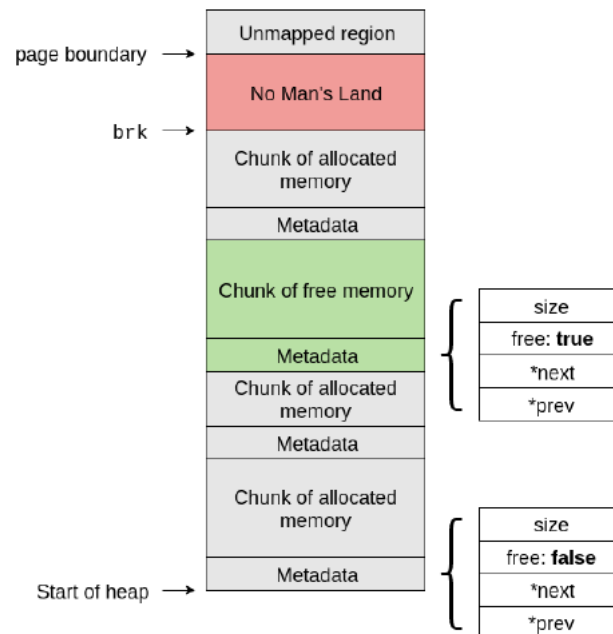 Unmapped region
page boundary
No Man's Land
brk
Chunk of allocated
memory
Metadata
Chunk of free memory
Metadata
size
free: true
*next
*prev
Chunk of allocated
memory
Metadata
Chunk of allocated
memory
Metadata
size
free: false
*next
*prev
Start of heap